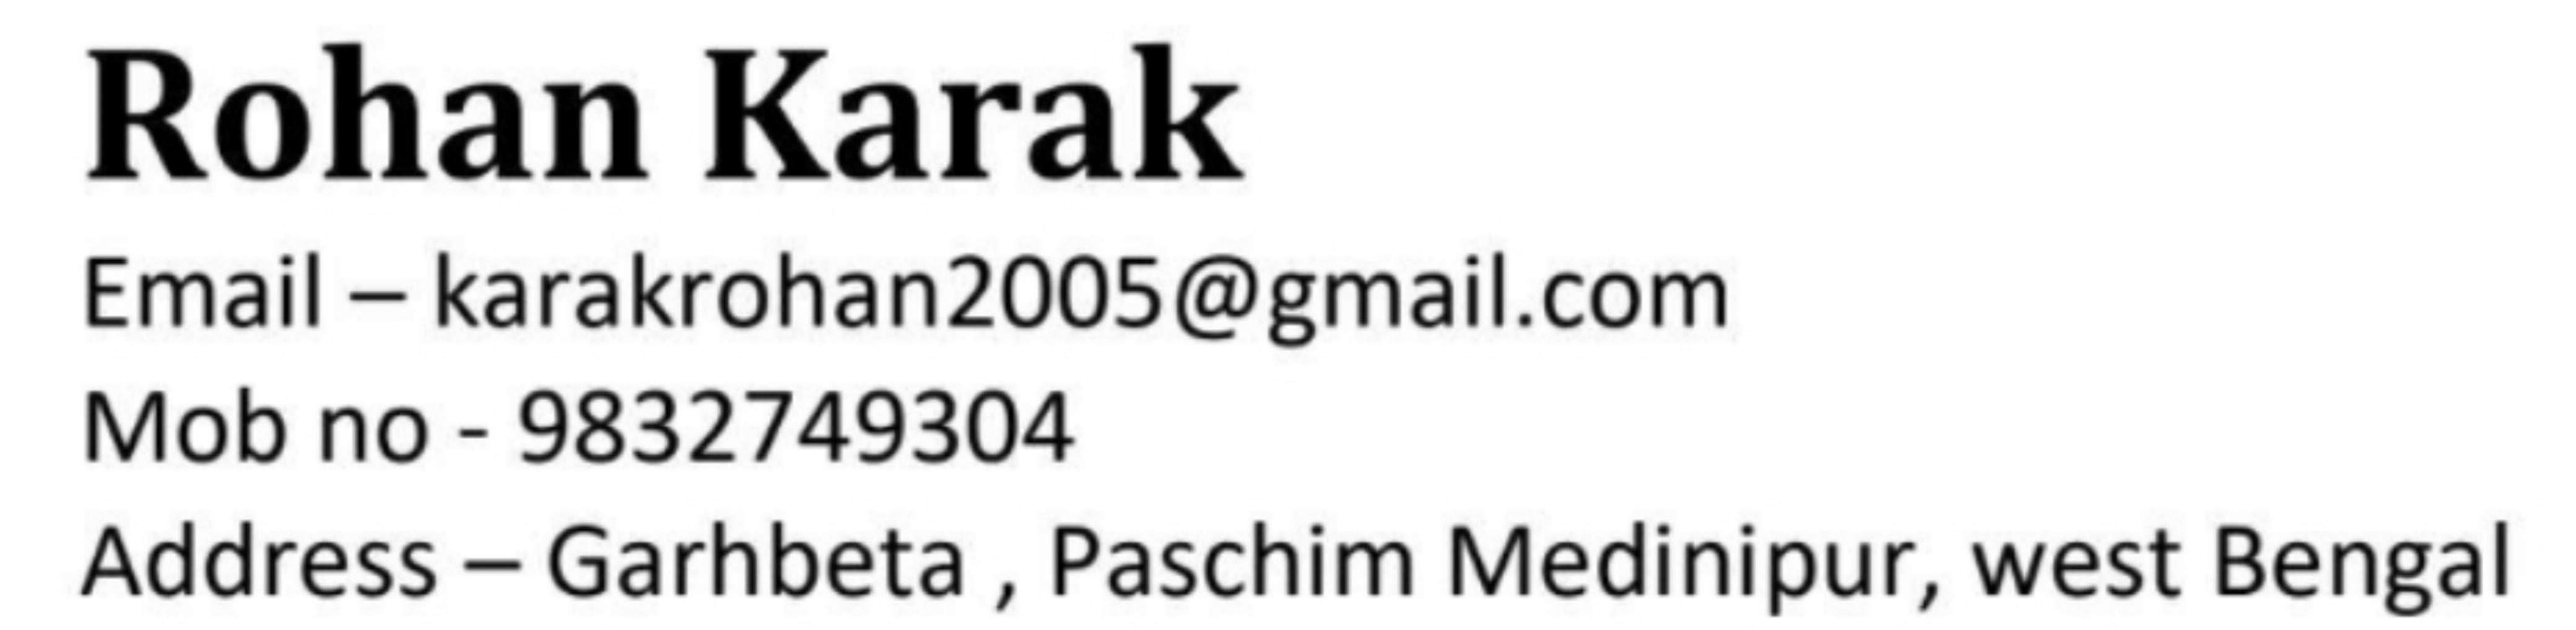 Rohan Karak
Email – karakrohan2005@gmail.com
Mob no - 9832749304
Address – Garhbeta , Paschim Medinipur, west Bengal